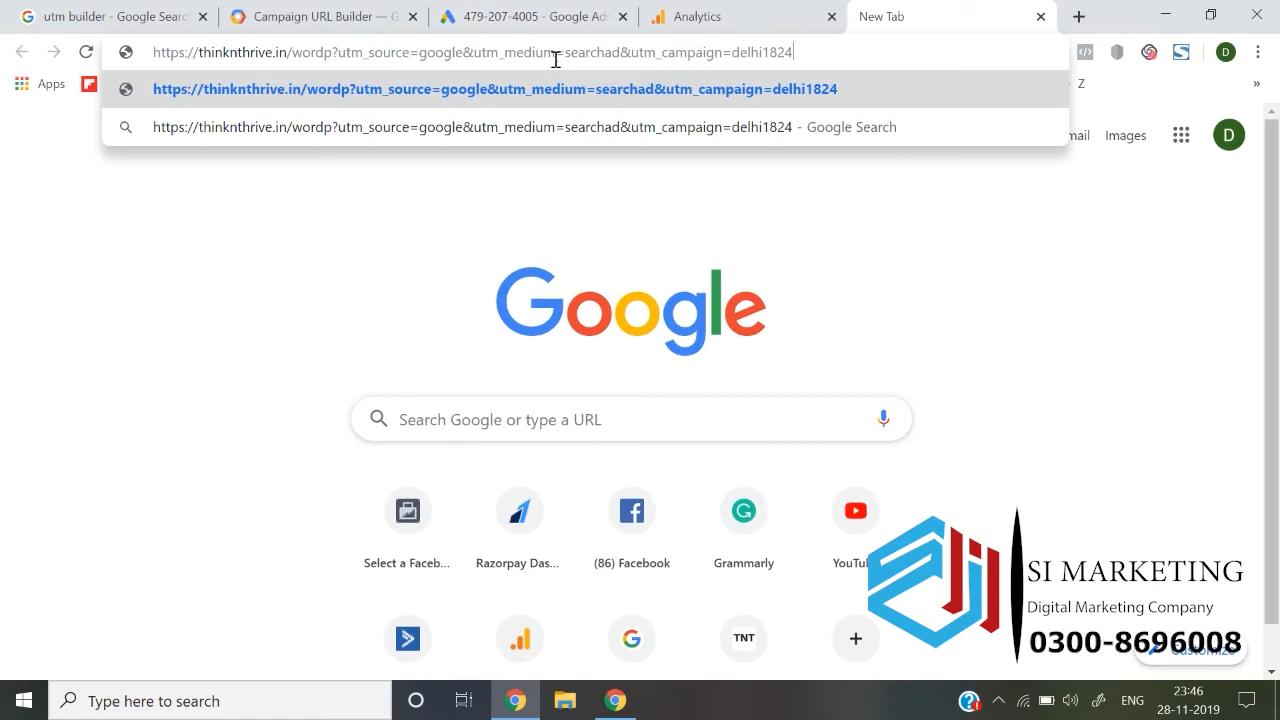 utm builder - Google Searc
Campaign URL Builder — G
479-207-4005 - Google Ads
Analytics
New Tab
https://thinknthrive.in/wordp?utm_source=google&utm_medium=searchad&utm_campaign=delhi1824
D
Apps
Z
»
https://thinknthrive.in/wordp?utm_source=google&utm_medium=searchad&utm_campaign=delhi1824
https://thinknthrive.in/wordp?utm_source=google&utm_medium=searchad&utm_campaign=delhi1824 - Google Search
mail
Images
D
Google
Search Google or type a URL
Select a Faceb...
Razorpay Das...
(86) Facebook
Grammarly
YouTu
TNT
SI MARKETING
Digital Marketing Company
0300-8696008
Customize
Type here to search
ENG
23:46
28-11-2019